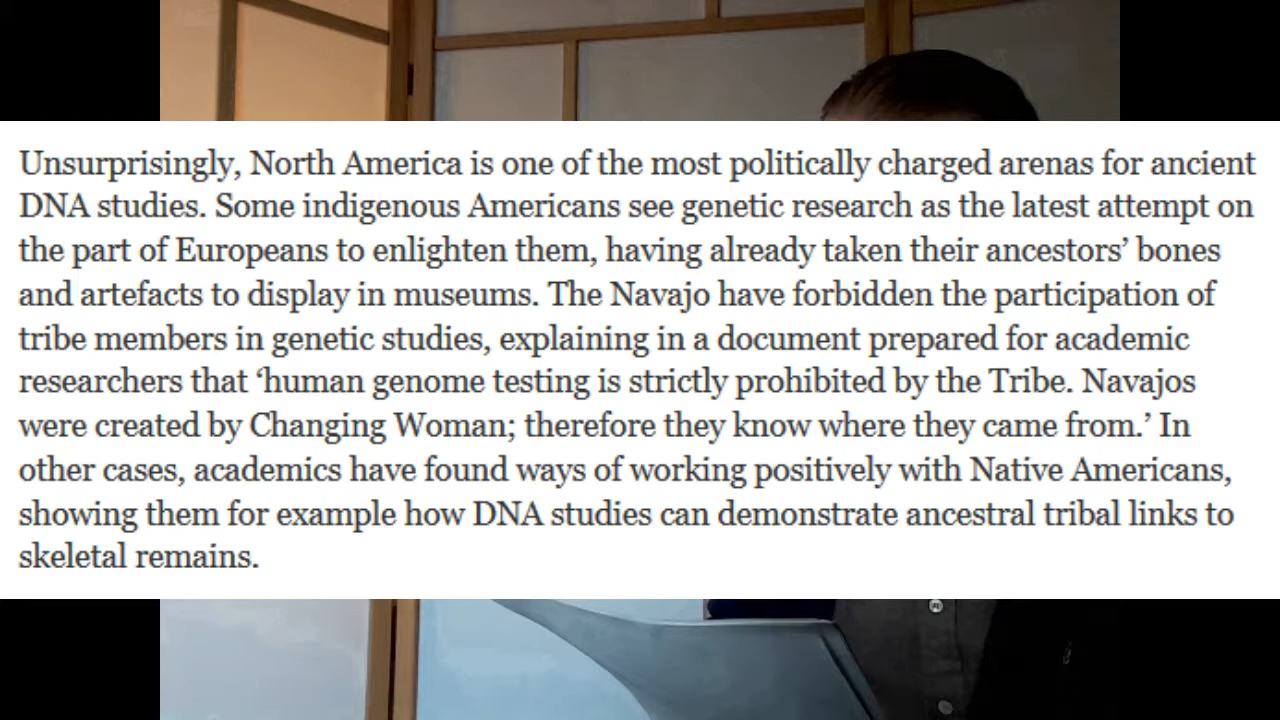 Unsurprisingly, North America is one of the most politically charged arenas for ancient
DNA studies. Some indigenous Americans see genetic research as the latest attempt on
the part of Europeans to enlighten them, having already taken their ancestors’ bones
and artefacts to display in museums. The Navajo have forbidden the participation of
tribe members in genetic studies, explaining in a document prepared for academic
researchers that ‘human genome testing is strictly prohibited by the Tribe. Navajos
were created by Changing Woman; therefore they know where they came from.’ In
other cases, academics have found ways of working positively with Native Americans,
showing them for example how DNA studies can demonstrate ancestral tribal links to
skeletal remains.